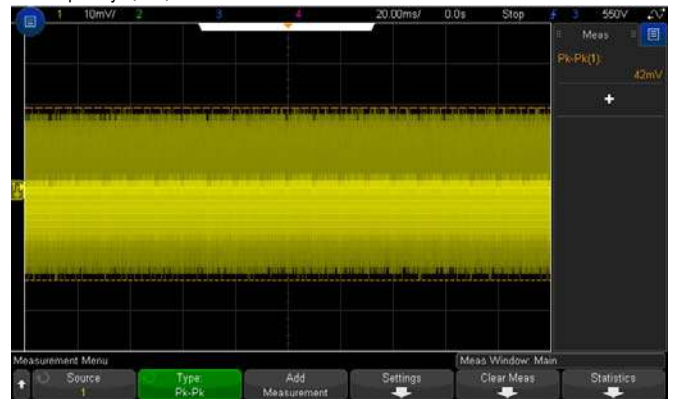 1 10mV/ 2 3 4 20.00ms/ 0.0s Stop 3 550V
Meas
Pk-Pk(1):
42mV
+
Measurement Menu
Meas Window: Main
Source
1
Type:
Pk-Pk
Add
Measurement
Settings
Clear Meas
Statistics